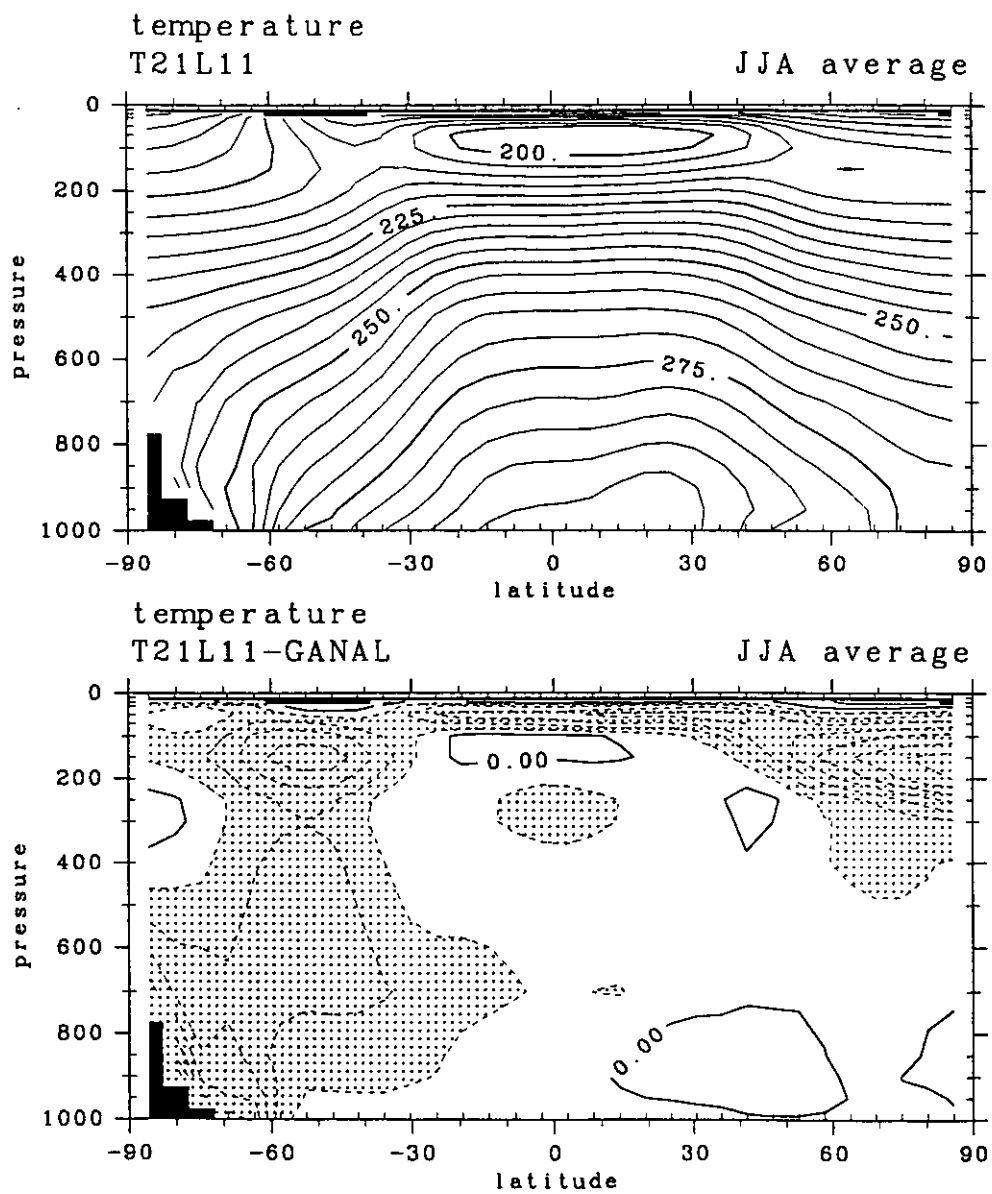 temperature
T21L11 JJA average
0
200
400
600
800
1000
pressure
200.
225.
250.
250.
275.
-90 -60 -30 0 30 60 90
latitude
temperature
T21L11-GANAL JJA average
0
200
400
600
800
1000
pressure
0.00
0.00
-90 -60 -30 0 30 60 90
latitude